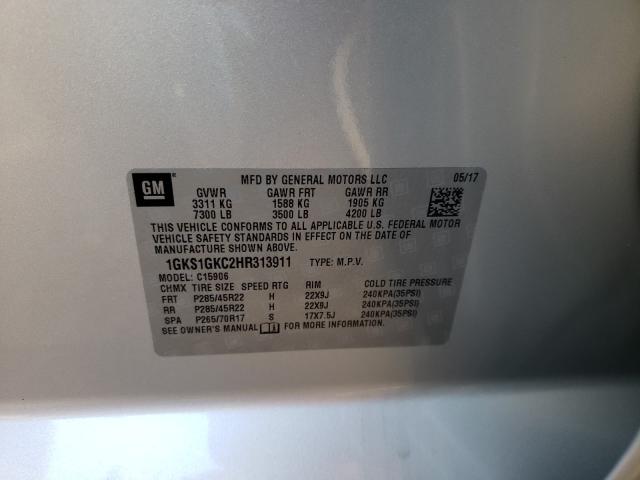 GM
MFD BY GENERAL MOTORS LLC 05/17
GVWR GAWR FRT GAWR RR
3311 KG 1588 KG 1905 KG
7300 LB 3500 LB 4200 LB
THIS VEHICLE CONFORMS TO ALL APPLICABLE U.S. FEDERAL MOTOR
VEHICLE SAFETY STANDARDS IN EFFECT ON THE DATE OF
MANUFACTURE SHOWN ABOVE.
1GKS1GKC2HR313911 TYPE: M.P.V.
MODEL: C15906
CHMX TIRE SIZE SPEED RTG RIM COLD TIRE PRESSURE
FRT P285/45R22 H 22X9J 240KPA(35PSI)
RR P285/45R22 H 22X9J 240KPA(35PSI)
SPA P265/70R17 S 17X7.5J 240KPA(35PSI)
SEE OWNER'S MANUAL FOR MORE INFORMATION.